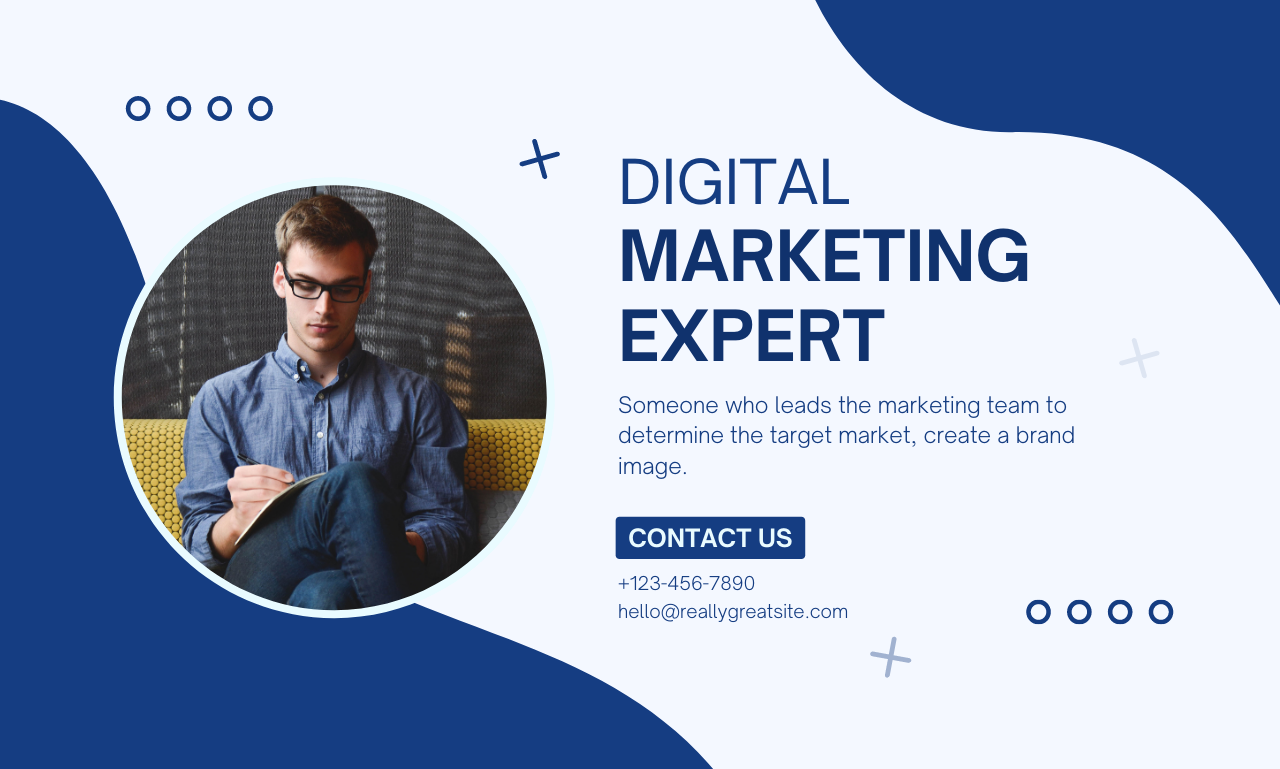 DIGITAL
MARKETING
EXPERT
Someone who leads the marketing team to
determine the target market, create a brand
image.
CONTACT US
+123-456-7890
hello@reallygreatsite.com